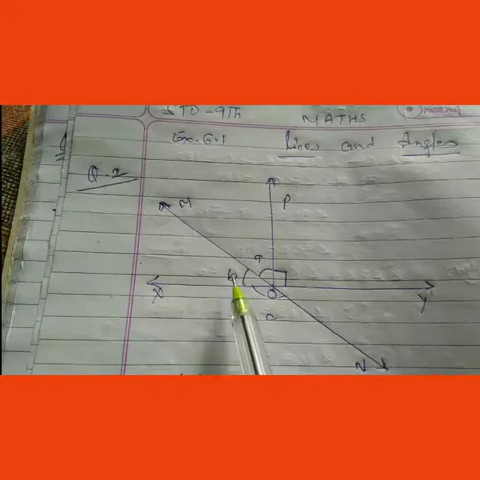 STD - 9TH MATHS
Ex. 6.1 Lines and Angles
Q-2
M P
a
b
X O Y
c
N